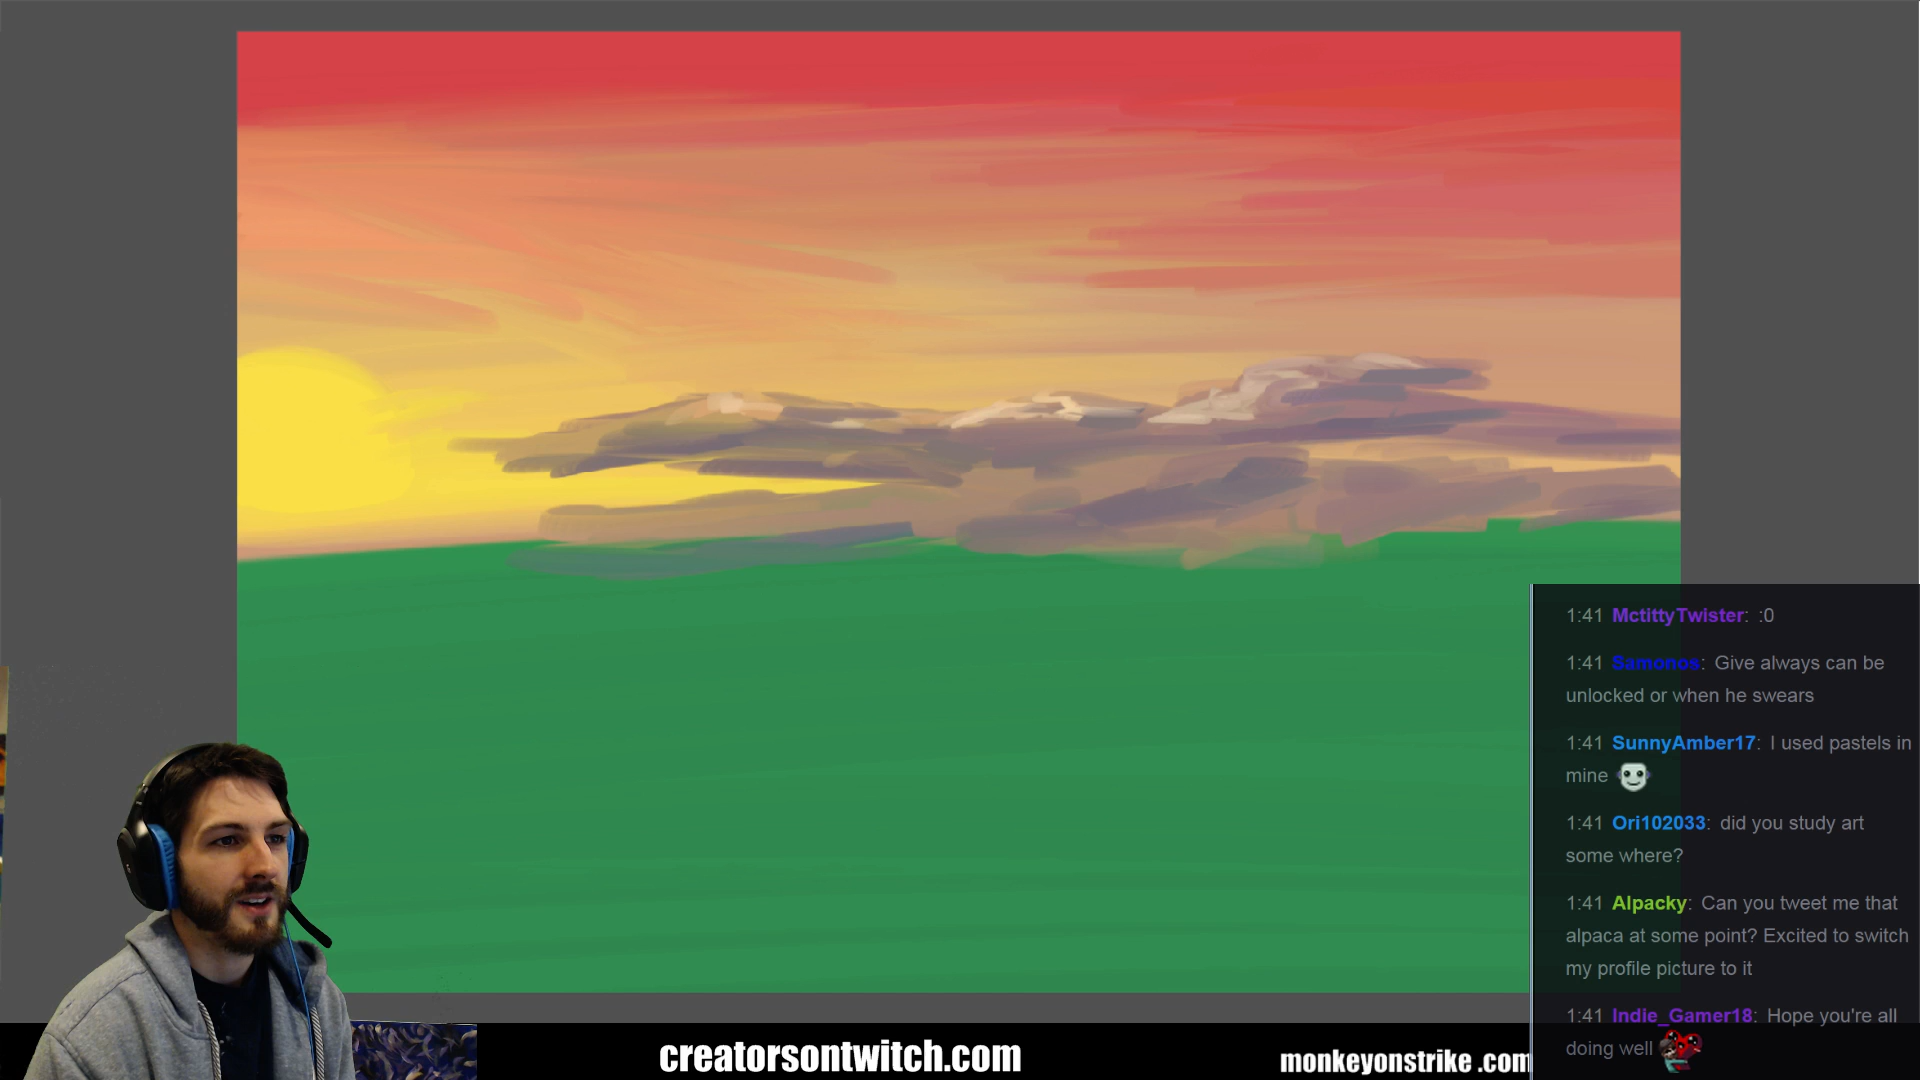 1:41 MctittyTwister: :0
1:41 Samonos: Give always can be
unlocked or when he swears
1:41 SunnyAmber17: I used pastels in
mine
1:41 Ori102033: did you study art
some where?
1:41 Alpacky: Can you tweet me that
alpaca at some point? Excited to switch
my profile picture to it
1:41 Indie_Gamer18: Hope you're all
doing well
creatorsontwitch.com
monkeyonstrike .com